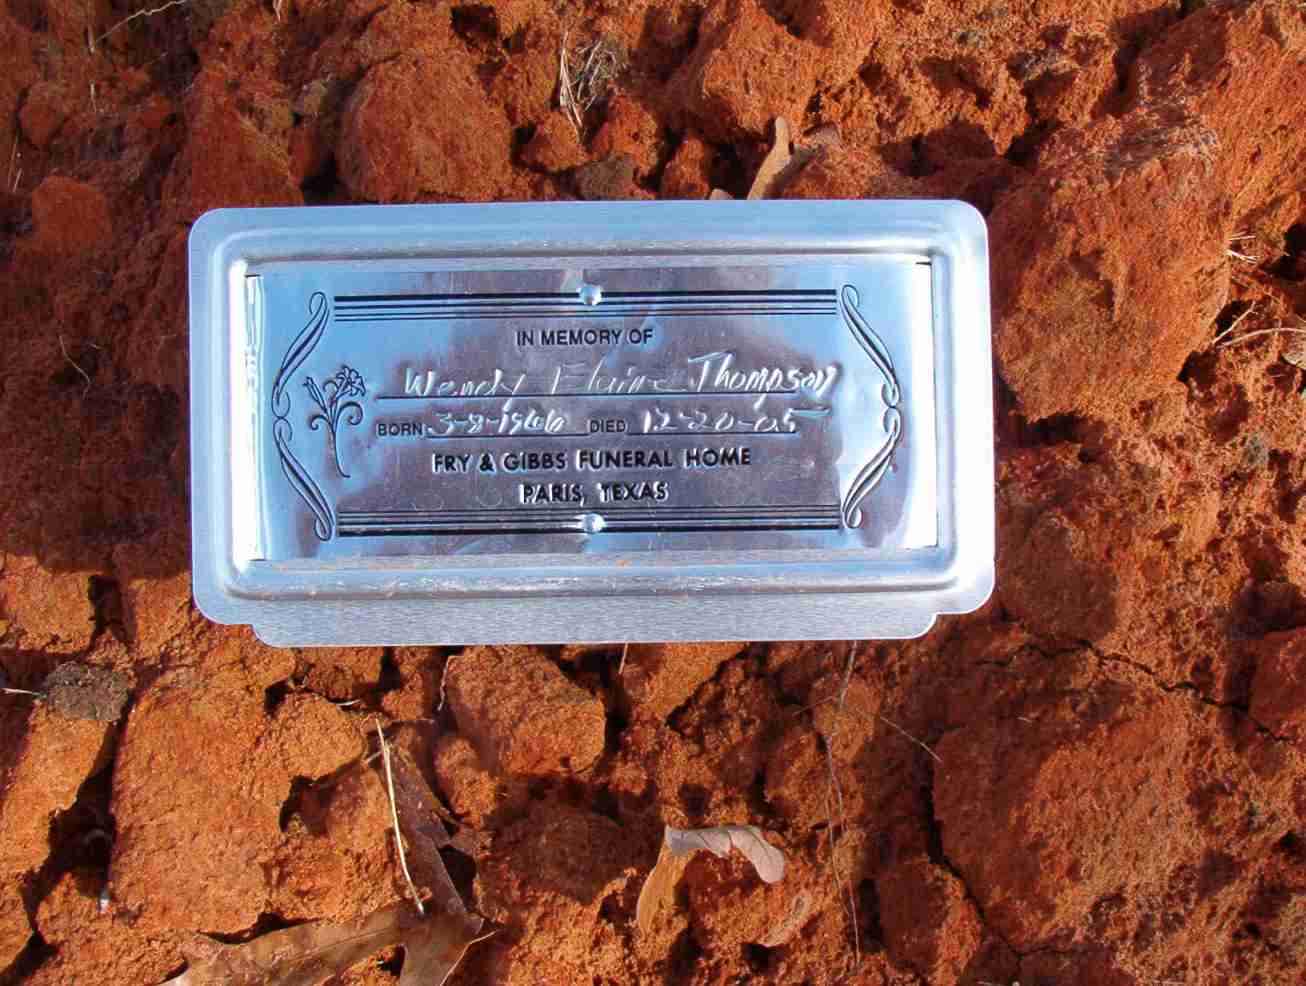 IN MEMORY OF
Wendy Elaine Thompson
BORN 3-8-1966 DIED 12-20-05
FRY & GIBBS FUNERAL HOME
PARIS, TEXAS